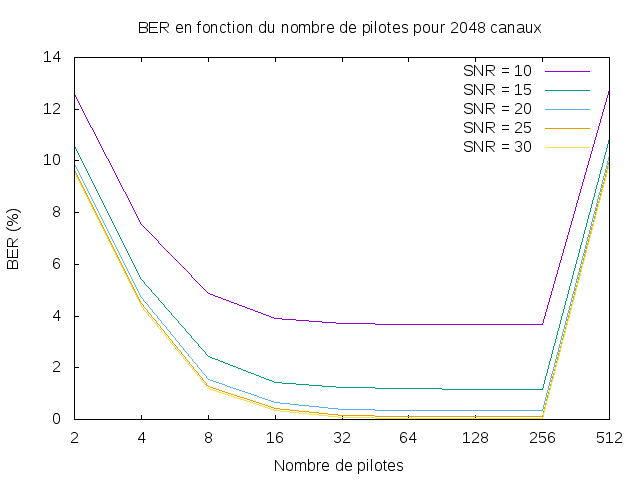 BER en fonction du nombre de pilotes pour 2048 canaux
14
12
10
8
6
4
2
0
BER (%)
SNR = 10
SNR = 15
SNR = 20
SNR = 25
SNR = 30
2 4 8 16 32 64 128 256 512
Nombre de pilotes